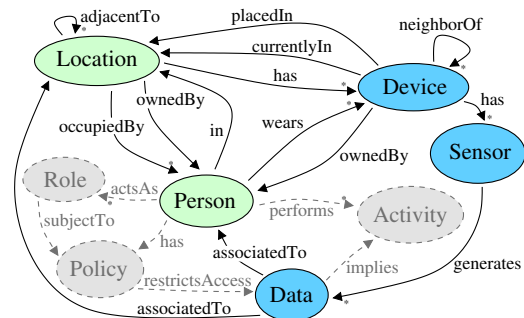 adjacentTo
placedIn
neighborOf
currentlyIn
Location
has
Device
ownedBy
has
occupiedBy
in
wears
ownedBy
Sensor
Role
actsAs
Person
performs
Activity
subjectTo
has
associatedTo
implies
generates
Policy
restrictsAccess
Data
associatedTo